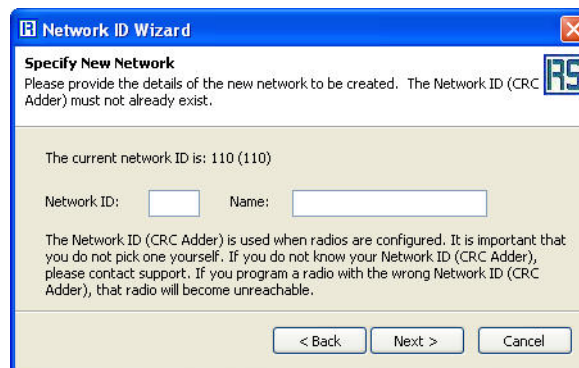 Network ID Wizard
Specify New Network
Please provide the details of the new network to be created. The Network ID (CRC
Adder) must not already exist.
RS
The current network ID is: 110 (110)
Network ID: Name:
The Network ID (CRC Adder) is used when radios are configured. It is important that
you do not pick one yourself. If you do not know your Network ID (CRC Adder),
please contact support. If you program a radio with the wrong Network ID (CRC
Adder), that radio will become unreachable.
< Back Next > Cancel